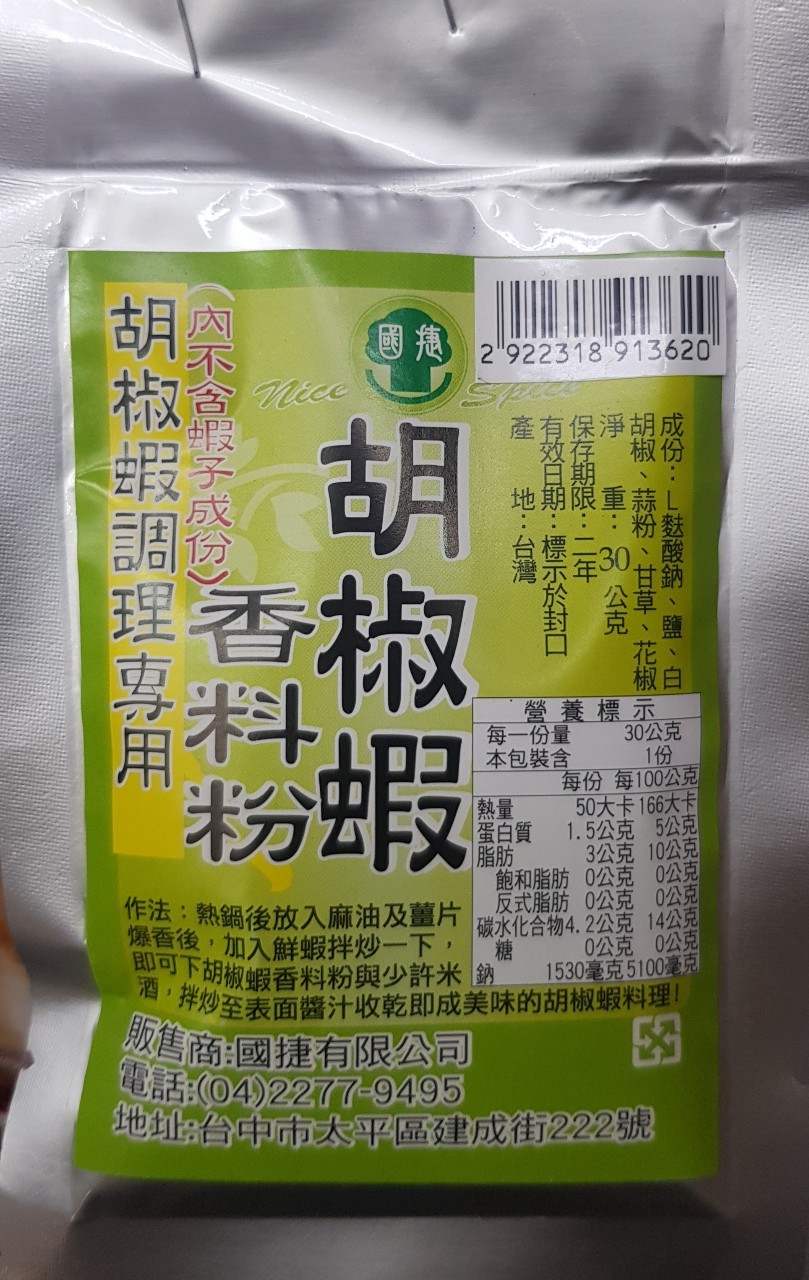 國捷
Nice Spice
2 922318 913620
胡椒蝦
香料粉
(內不含蝦子成份)
胡椒蝦調理專用
成份：L麩酸鈉、鹽、白
胡椒、蒜粉、甘草、花椒
淨重：30公克
保存期限：二年
有效日期：標示於封口
產地：台灣
營養標示
每一份量 30公克
本包裝含 1份
每份 每100公克
熱量 50大卡 166大卡
蛋白質 1.5公克 5公克
脂肪 3公克 10公克
飽和脂肪 0公克 0公克
反式脂肪 0公克 0公克
碳水化合物 4.2公克 14公克
糖 0公克 0公克
鈉 1530毫克 5100毫克
作法：熱鍋後放入麻油及薑片
爆香後，加入鮮蝦拌炒一下，
即可下胡椒蝦香料粉與少許米
酒，拌炒至表面醬汁收乾即成美味的胡椒蝦料理!
販售商:國捷有限公司
電話:(04)2277-9495
地址:台中市太平區建成街222號